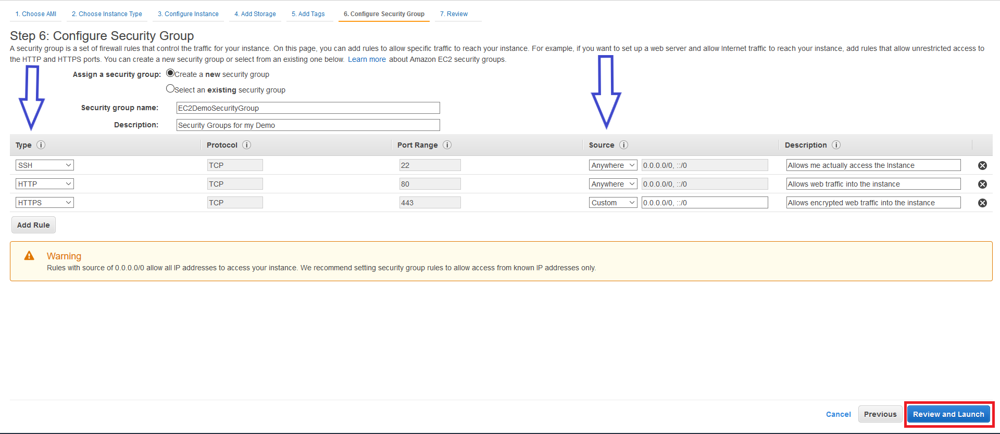 1. Choose AMI 2. Choose Instance Type 3. Configure Instance 4. Add Storage 5. Add Tags 6. Configure Security Group 7. Review
Step 6: Configure Security Group
A security group is a set of firewall rules that control the traffic for your instance. On this page, you can add rules to allow specific traffic to reach your instance. For example, if you want to set up a web server and allow Internet traffic to reach your instance, add rules that allow unrestricted access to
the HTTP and HTTPS ports. You can create a new security group or select from an existing one below. Learn more about Amazon EC2 security groups.
Assign a security group: Create a new security group
Select an existing security group
Security group name: EC2DemoSecurityGroup
Description: Security Groups for my Demo
Type i Protocol i Port Range i Source i Description i
SSH TCP 22 Anywhere 0.0.0.0/0, ::/0 Allows me actually access the Instance
HTTP TCP 80 Anywhere 0.0.0.0/0, ::/0 Allows web traffic into the instance
HTTPS TCP 443 Custom 0.0.0.0/0, ::/0 Allows encrypted web traffic into the instance
Add Rule
Warning
Rules with source of 0.0.0.0/0 allow all IP addresses to access your instance. We recommend setting security group rules to allow access from known IP addresses only.
Cancel Previous Review and Launch